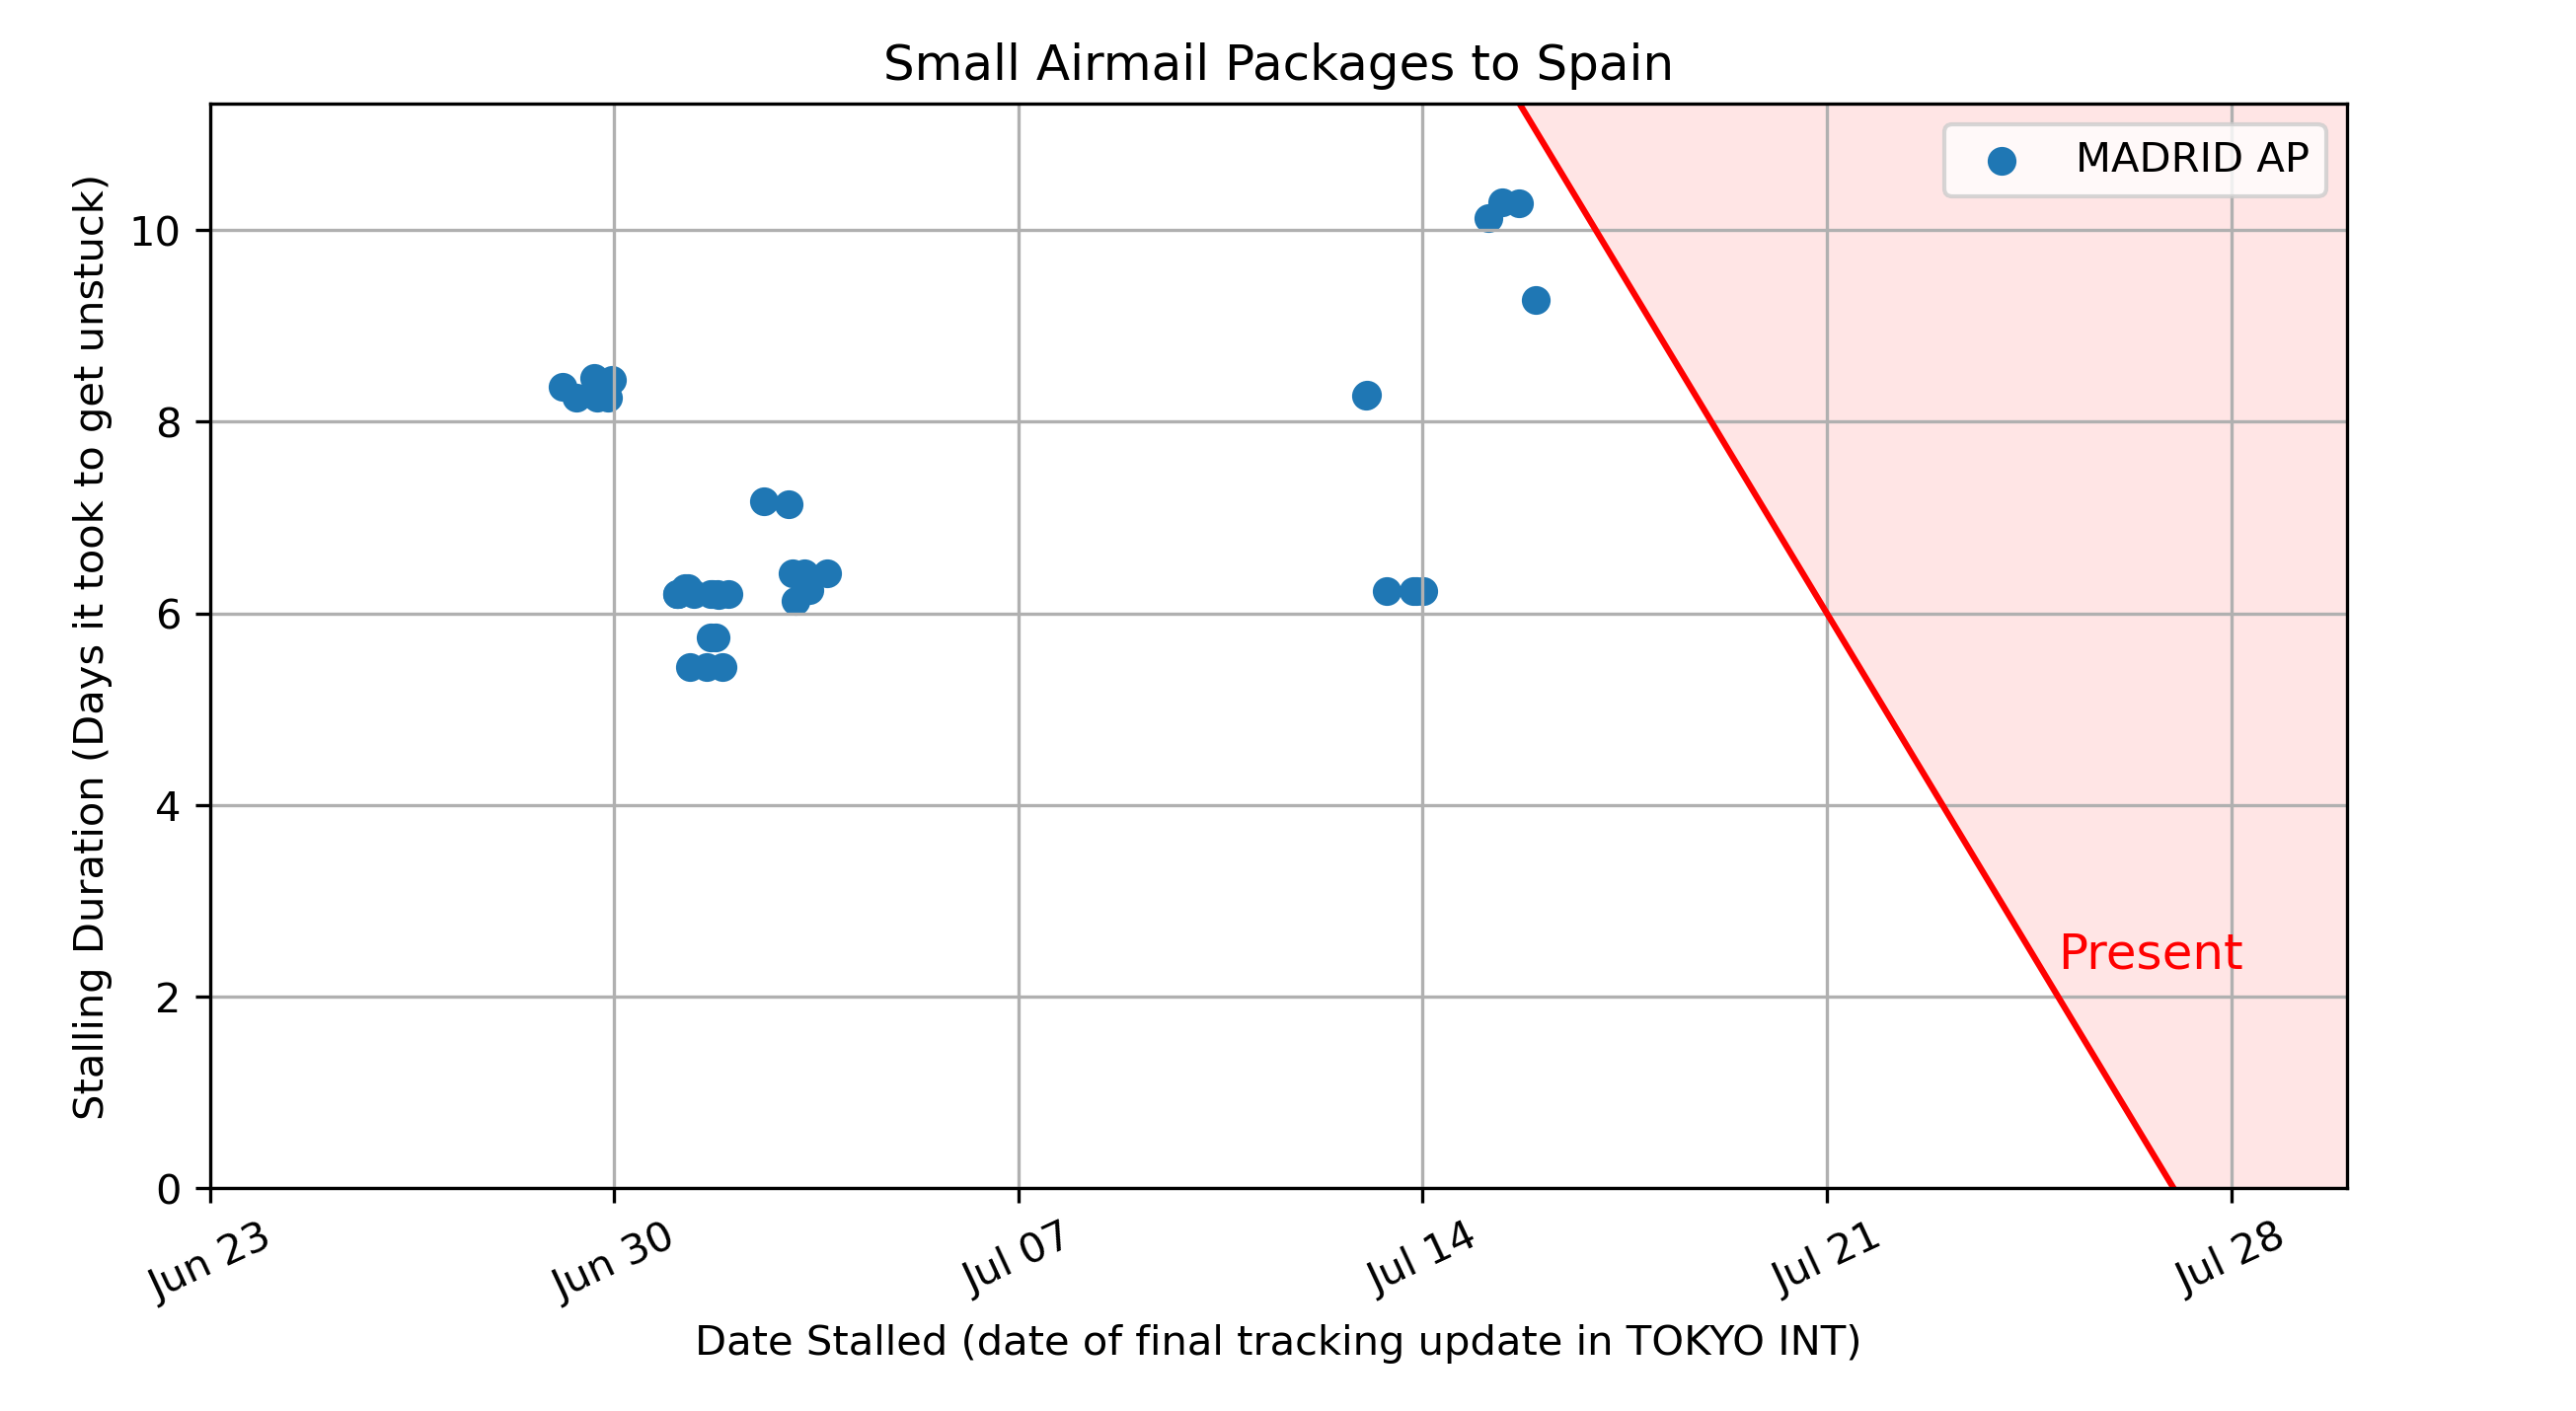 Small Airmail Packages to Spain
MADRID AP
Stalling Duration (Days it took to get unstuck)
10
8
6
4
2
0
Present
Jun 23
Jun 30
Jul 07
Jul 14
Jul 21
Jul 28
Date Stalled (date of final tracking update in TOKYO INT)